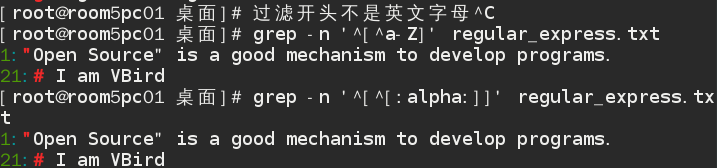 [root@room5pc01 桌面]# 过滤开头不是英文字母^C
[root@room5pc01 桌面]# grep -n '^[^a-Z]' regular_express.txt
1:"Open Source" is a good mechanism to develop programs.
21:# I am VBird
[root@room5pc01 桌面]# grep -n '^[^[:alpha:]]' regular_express.tx
t
1:"Open Source" is a good mechanism to develop programs.
21:# I am VBird